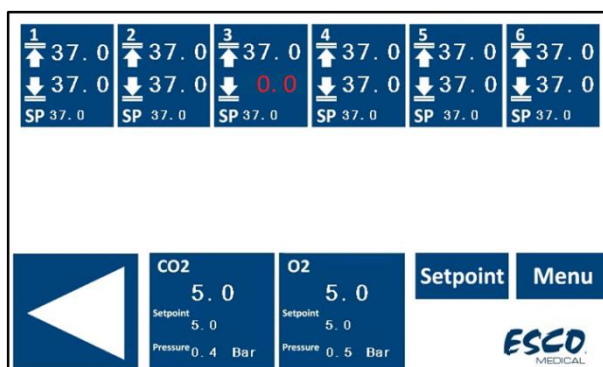 1 2 3 4 5 6
37.0 37.0 37.0 37.0 37.0 37.0
37.0 37.0 0.0 37.0 37.0 37.0
SP 37.0 SP 37.0 SP 37.0 SP 37.0 SP 37.0 SP 37.0
CO2
5.0
Setpoint
5.0
Pressure 0.4 Bar
O2
5.0
Setpoint
5.0
Pressure 0.5 Bar
Setpoint
Menu
ESCO
MEDICAL